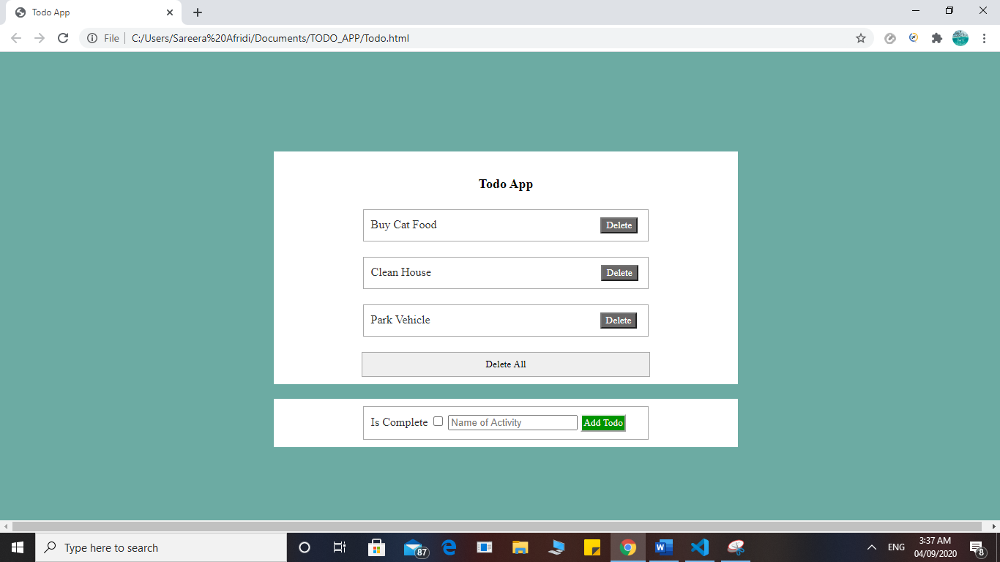 Todo App
File C:/Users/Sareera%20Afridi/Documents/TODO_APP/Todo.html
Todo App
Buy Cat Food Delete
Clean House Delete
Park Vehicle Delete
Delete All
Is Complete Name of Activity Add Todo
Type here to search 87 ENG 3:37 AM
04/09/2020 8